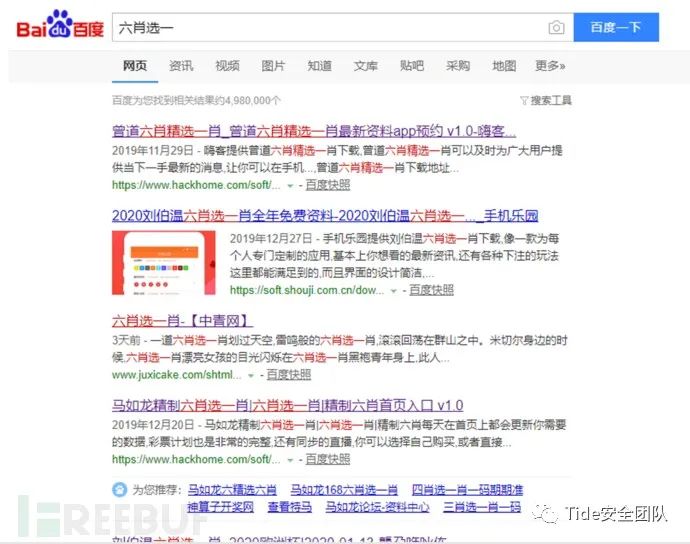 Bai du 百度
六肖选一
百度一下
网页 资讯 视频 图片 知道 文库 贴吧 采购 地图 更多»
百度为您找到相关结果约4,980,000个
搜索工具
曾道六肖精选一肖_曾道六肖精选一肖最新资料app预约 v1.0-嗨客...
2019年11月29日 - 嗨客提供曾道六肖精选一肖下载,曾道六肖精选一肖可以及时为广大用户提
供当下一手最新的消息,让你可以在手机...,曾道六肖精选一肖下载地址...
https://www.hackhome.com/soft/... - 百度快照
2020刘伯温六肖选一肖全年免费资料-2020刘伯温六肖选一..._手机乐园
2019年12月27日 - 手机乐园提供刘伯温六肖选一肖下载,像一款为每
个人专门定制的应用,基本上你想看的最新资讯,还有各种下注的玩法
这里都能满足到的,而且界面的设计简洁,...
https://soft.shouji.com.cn/dow... - 百度快照
六肖选一肖-【中青网】
3天前 - 一道六肖选一肖划过天空,雷鸣般的六肖选一肖,滚滚回荡在群山之中。米切尔身边的时
候,六肖选一肖漂亮女孩的目光闪烁在六肖选一肖黑袍青年身上,此人...
www.juxicake.com/shtml... - 百度快照
马如龙精制六肖选一肖|六肖选一肖|精制六肖首页入口 v1.0
2019年12月20日 - 马如龙精制六肖选一肖|六肖选一肖|精制六肖每天在首页上都会更新你需要
的数据,彩票计划也是非常的完整,还有同步的直播,你可以选择自己购买,或者直接...
https://www.hackhome.com/soft/... - 百度快照
为您推荐: 马如龙六精选六肖 马如龙168六肖选一肖 四肖选一肖一码期期准
神算子开奖网 查看特马 马如龙论坛-资料中心 三肖选一肖一码
FREEBUF
Tide安全团队